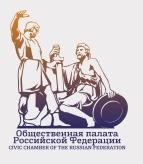 Общественная палата
Российской Федерации
CIVIC CHAMBER OF THE RUSSIAN FEDERATION